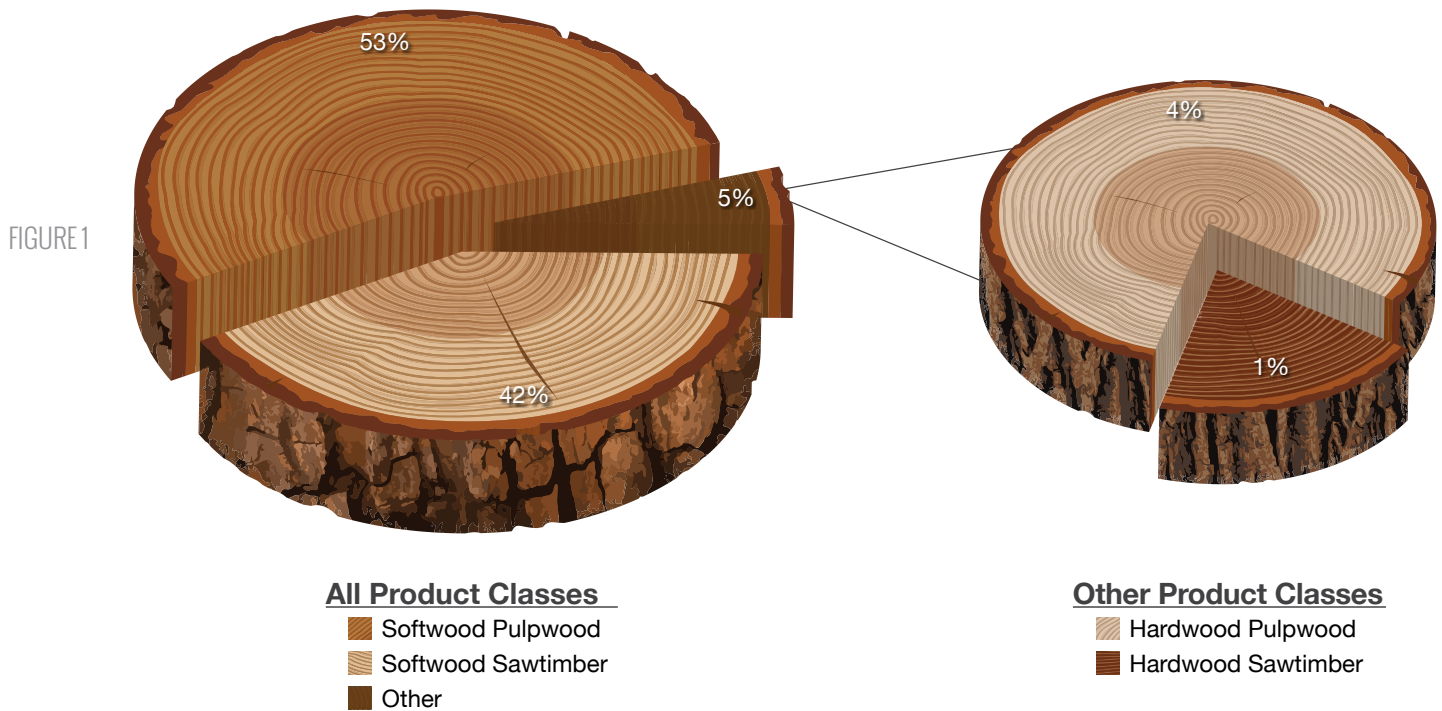 FIGURE 1
53%
5%
42%
4%
1%
All Product Classes
Softwood Pulpwood
Softwood Sawtimber
Other
Other Product Classes
Hardwood Pulpwood
Hardwood Sawtimber